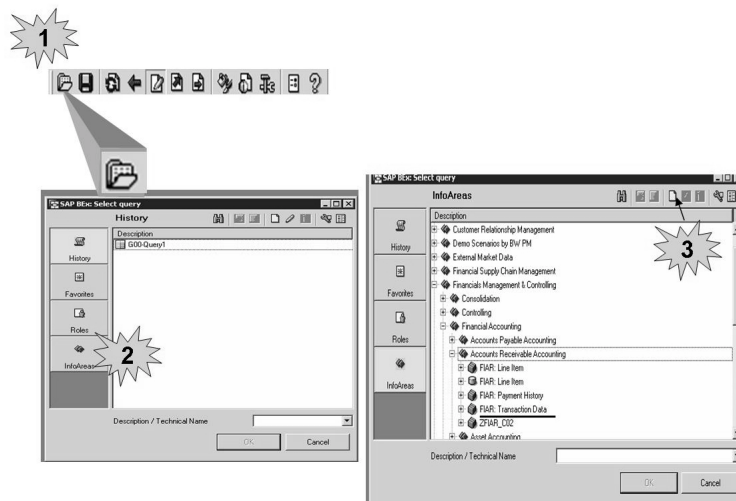 1
SAP BEx: Select query
History
Description
G00-Query1
History
Favorites
Roles
2
InfoAreas
Description / Technical Name
OK
Cancel
SAP BEx: Select query
InfoAreas
Description
Customer Relationship Management
Demo Scenarios by BW PM
External Market Data
Financial Supply Chain Management
Financials Management & Controlling
Consolidation
Controlling
Financial Accounting
Accounts Payable Accounting
Accounts Receivable Accounting
FIAR: Line Item
FIAR: Line Item
FIAR: Payment History
FIAR: Transaction Data
ZFIAR_C02
Asset Accounting
History
Favorites
Roles
InfoAreas
3
Description / Technical Name
OK
Cancel